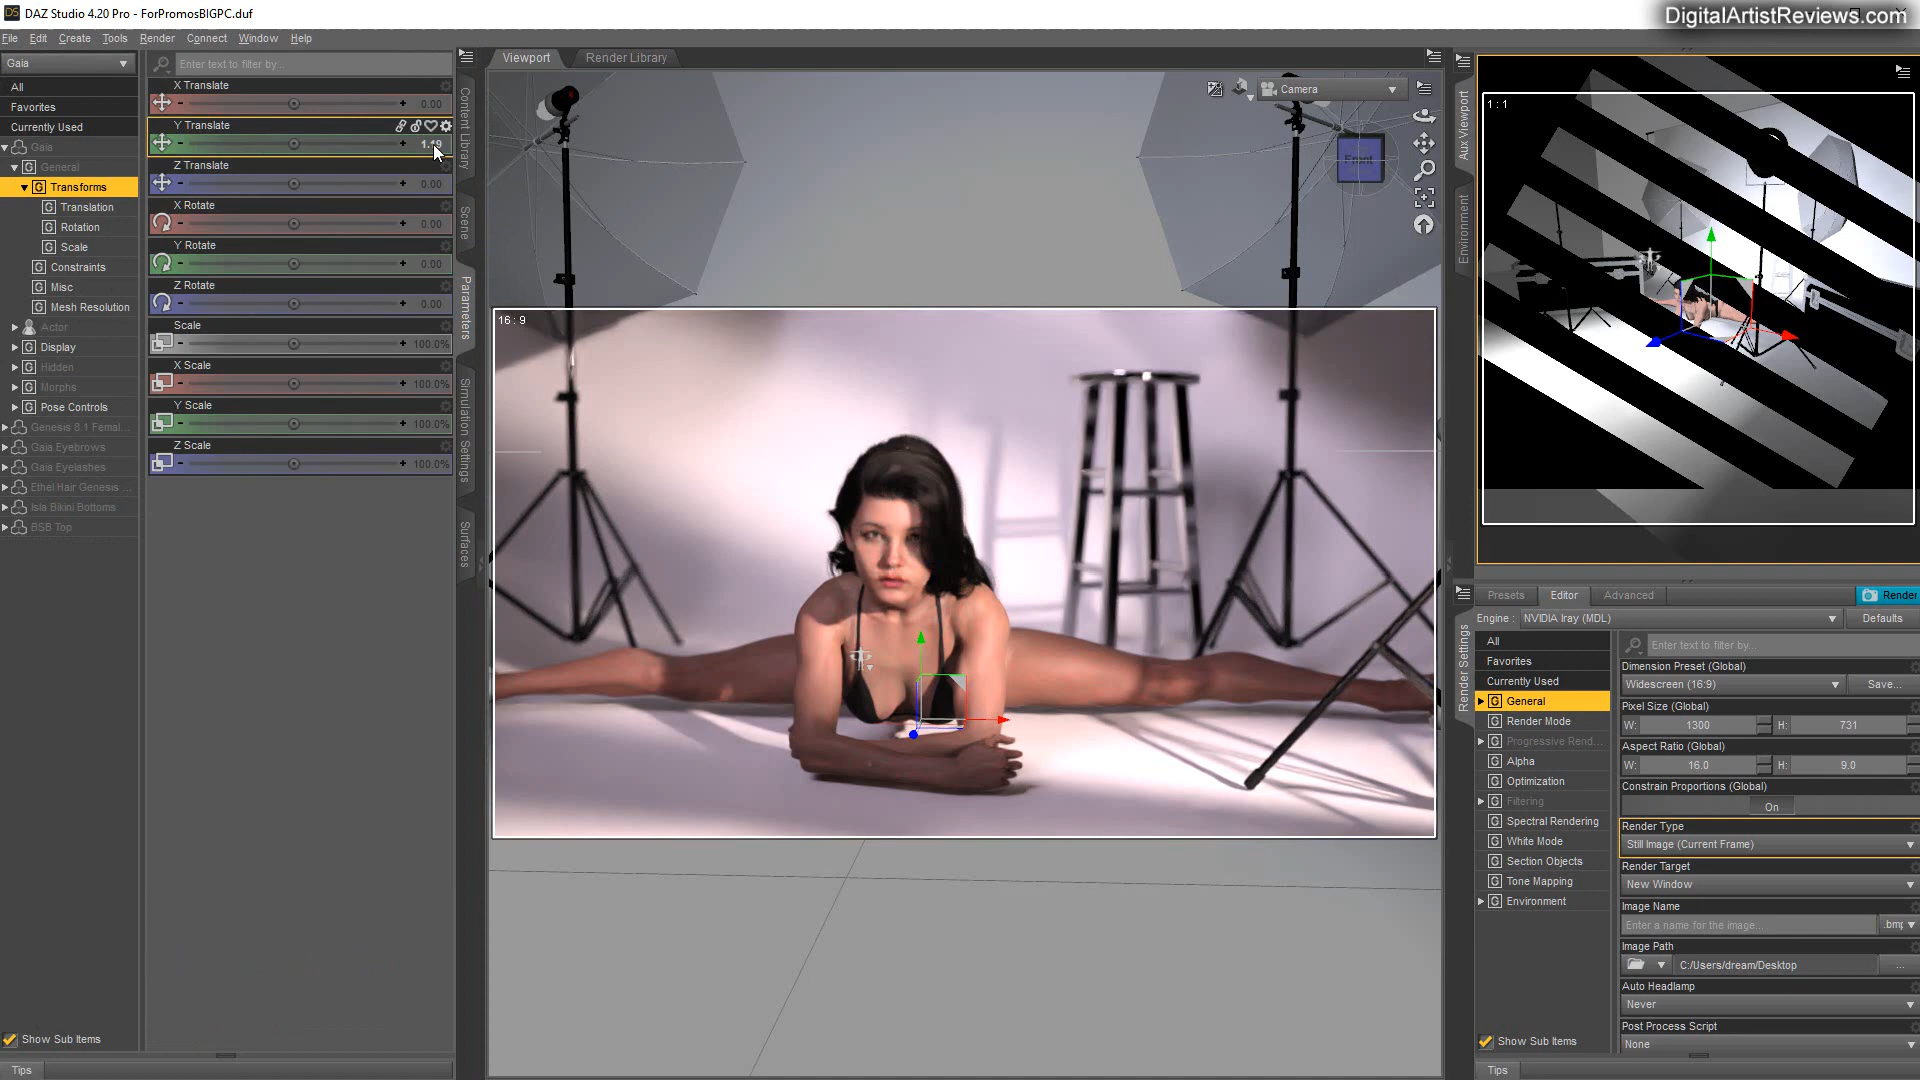 DAZ Studio 4.20 Pro - ForPromosBIGPC.duf
DigitalArtistReviews.com
File Edit Create Tools Render Connect Window Help
Gaia
Enter text to filter by...
All
Favorites
Currently Used
Gaia
General
Transforms
Translation
Rotation
Scale
Constraints
Misc
Mesh Resolution
Actor
Display
Hidden
Morphs
Pose Controls
Genesis 8.1 Femal...
Gaia Eyebrows
Gaia Eyelashes
Ethel Hair Genesis ...
Isla Bikini Bottoms
BSB Top
Show Sub Items
Tips
X Translate
0.00
Y Translate
1.19
Z Translate
0.00
X Rotate
0.00
Y Rotate
0.00
Z Rotate
0.00
Scale
100.0%
X Scale
100.0%
Y Scale
100.0%
Z Scale
100.0%
Content Library
Scene
Parameters
Simulation Settings
Surfaces
Viewport
Render Library
Camera
Front
16 : 9
Aux Viewport
Environment
1 : 1
Render Settings
Presets Editor Advanced Render
Engine : NVIDIA Iray (MDL) Defaults
All
Favorites
Currently Used
General
Render Mode
Progressive Rend...
Alpha
Optimization
Filtering
Spectral Rendering
White Mode
Section Objects
Tone Mapping
Environment
Show Sub Items
Tips
Enter text to filter by...
Dimension Preset (Global)
Widescreen (16:9) Save...
Pixel Size (Global)
W: 1300 H: 731
Aspect Ratio (Global)
W: 16.0 H: 9.0
Constrain Proportions (Global)
On
Render Type
Still Image (Current Frame)
Render Target
New Window
Image Name
Enter a name for the image... .bmp
Image Path
C:/Users/dream/Desktop ...
Auto Headlamp
Never
Post Process Script
None